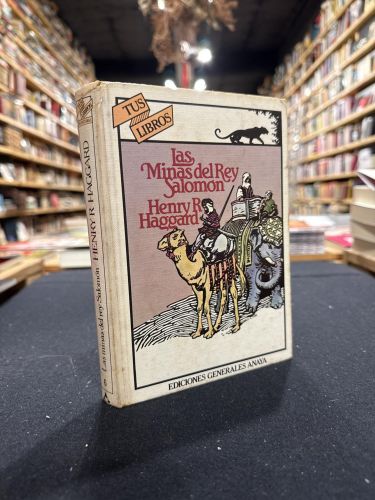 TUS
LIBROS
Las
Minas del Rey
Salomón
Henry R.
Haggard
EDICIONES GENERALES ANAYA
HENRY R. HAGGARD
Las minas del rey Salomón